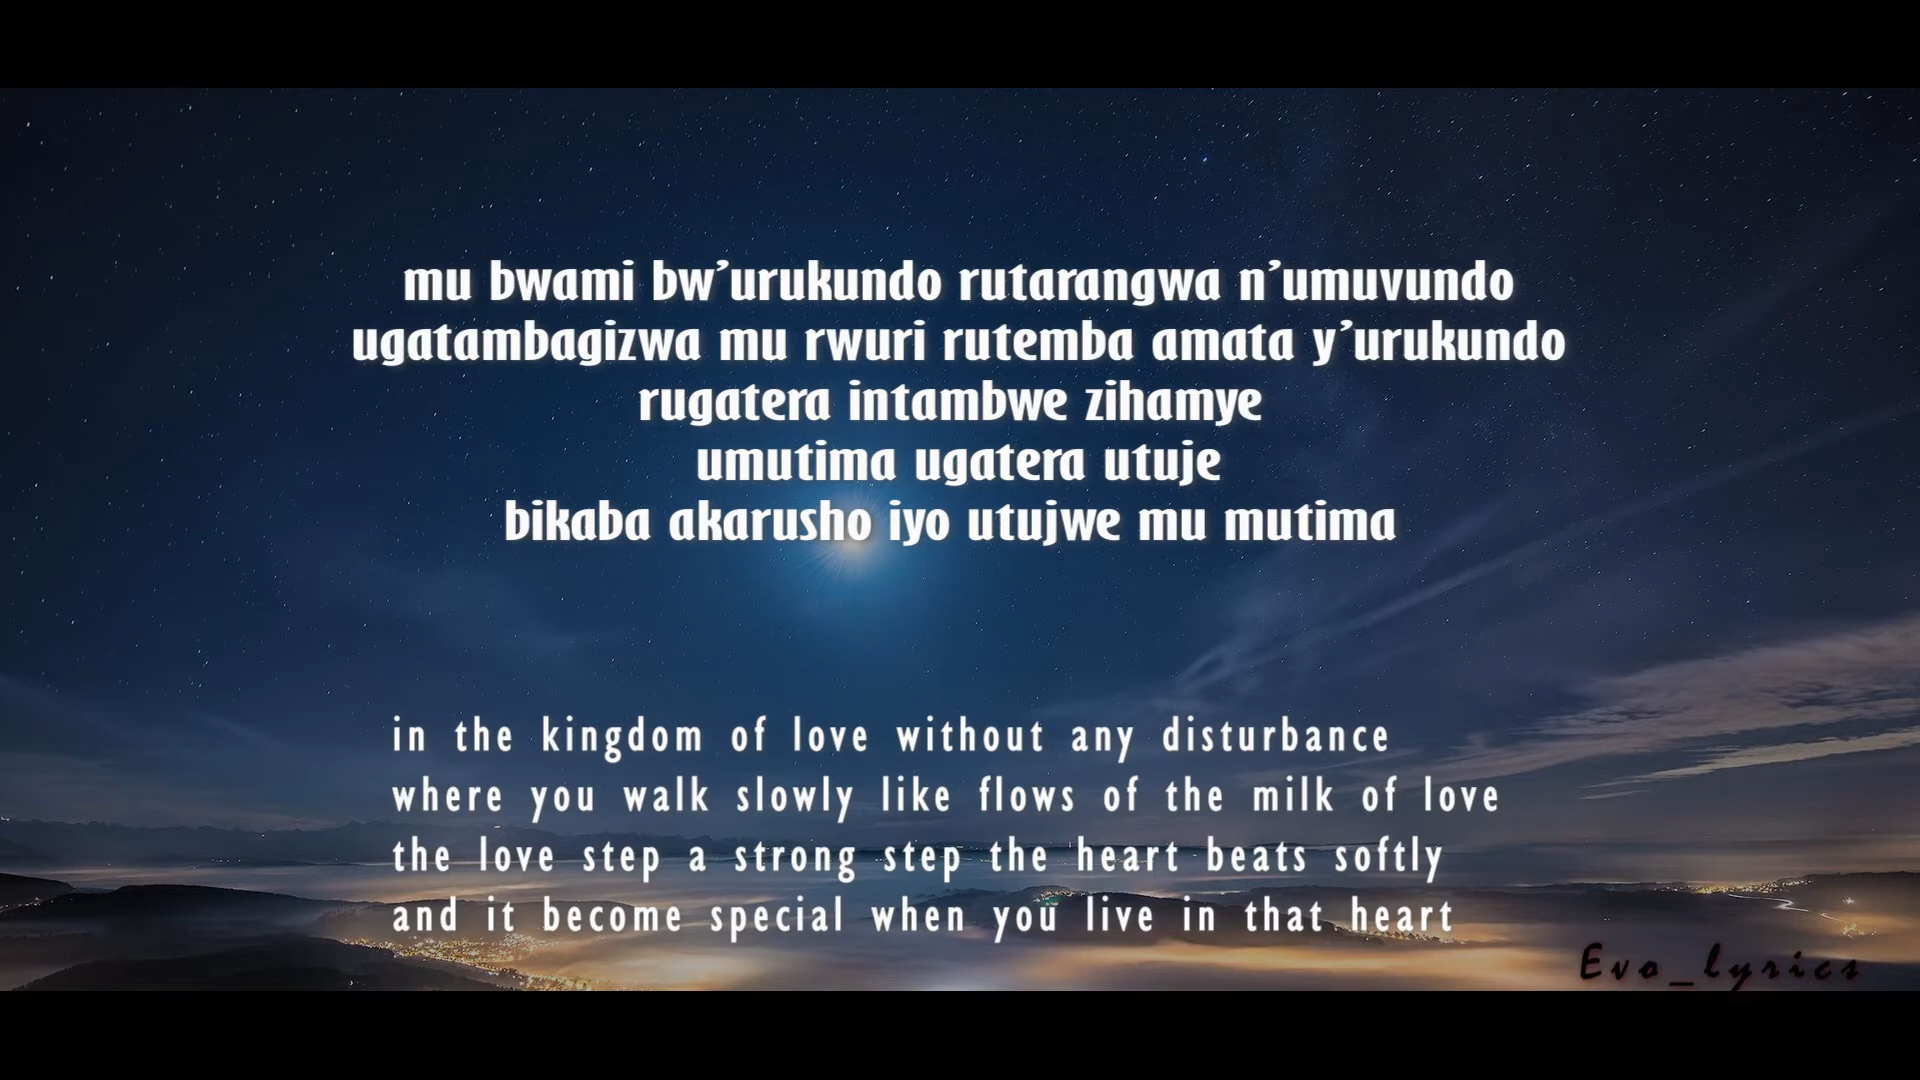 mu bwami bw'urukundo rutarangwa n'umuvundo
ugatambagizwa mu rwuri rutemba amata y'urukundo
rugatera intambwe zihamye
umutima ugatera utuje
bikaba akarusho iyo utujwe mu mutima
in the kingdom of love without any disturbance
where you walk slowly like flows of the milk of love
the love step a strong step the heart beats softly
and it become special when you live in that heart
Evo_lyrics